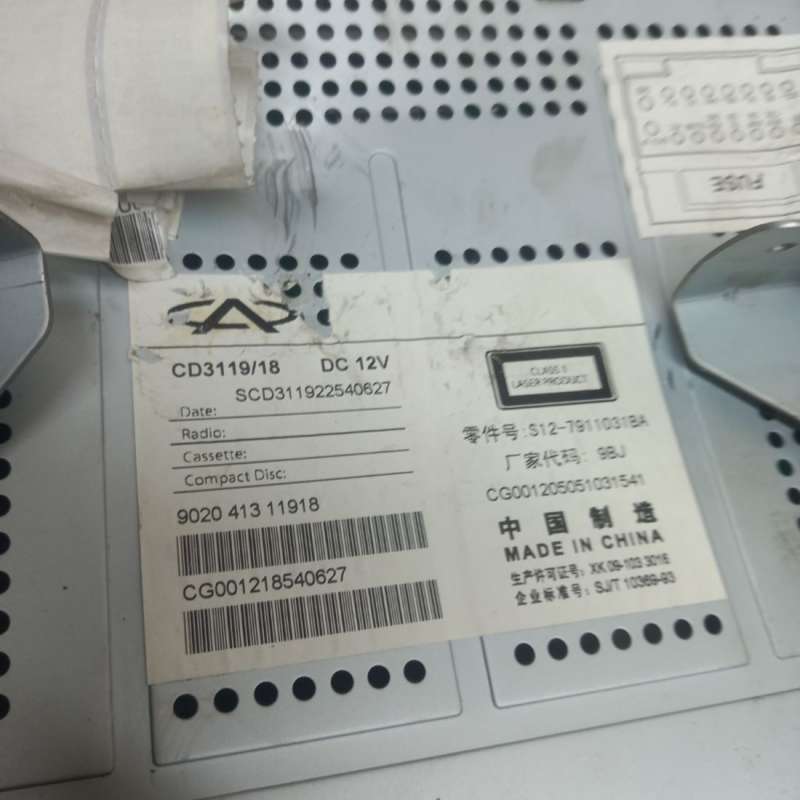 FUSE
CD3119/18 DC 12V
SCD311922540627
Date:
Radio:
Cassette:
Compact Disc:
9020 413 11918
CG001218540627
CLASS 1
LASER PRODUCT
零件号:S12-7911031BA
厂家代码: 9BJ
CG001205051031541
中国制造
MADE IN CHINA
生产许可证号: XK 09-103 3016
企业标准号: SJ/T 10369-93